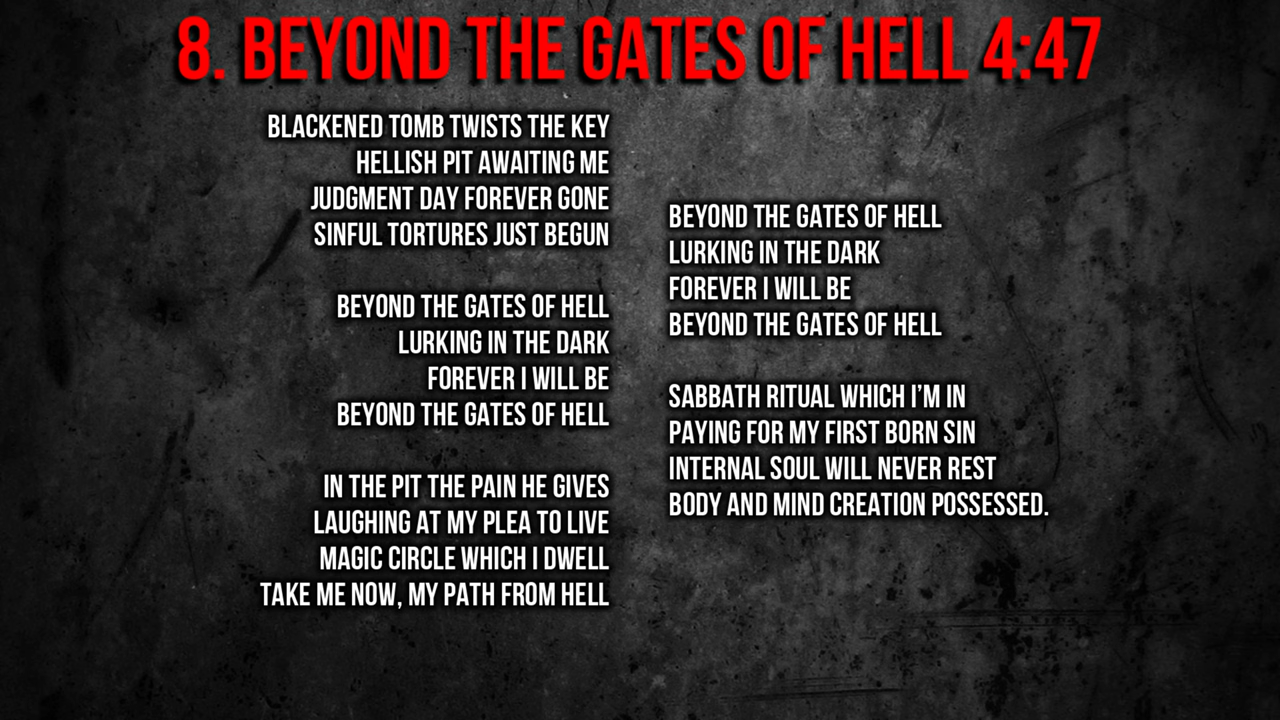 8. BEYOND THE GATES OF HELL 4:47
BLACKENED TOMB TWISTS THE KEY
HELLISH PIT AWAITING ME
JUDGMENT DAY FOREVER GONE
SINFUL TORTURES JUST BEGUN
BEYOND THE GATES OF HELL
LURKING IN THE DARK
FOREVER I WILL BE
BEYOND THE GATES OF HELL
IN THE PIT THE PAIN HE GIVES
LAUGHING AT MY PLEA TO LIVE
MAGIC CIRCLE WHICH I DWELL
TAKE ME NOW, MY PATH FROM HELL
BEYOND THE GATES OF HELL
LURKING IN THE DARK
FOREVER I WILL BE
BEYOND THE GATES OF HELL
SABBATH RITUAL WHICH I'M IN
PAYING FOR MY FIRST BORN SIN
INTERNAL SOUL WILL NEVER REST
BODY AND MIND CREATION POSSESSED.